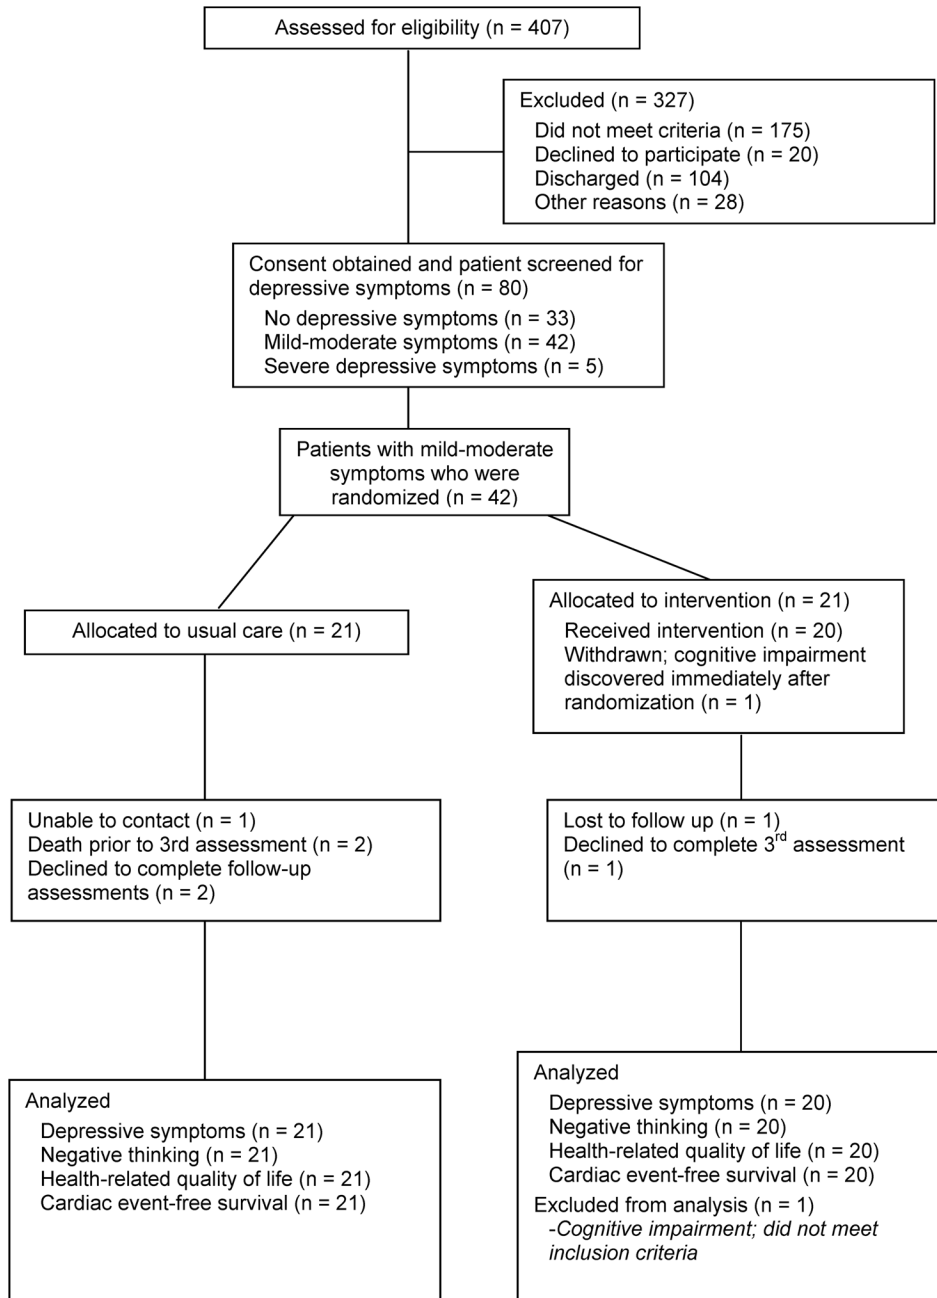 Assessed for eligibility (n = 407)
Excluded (n = 327)
Did not meet criteria (n = 175)
Declined to participate (n = 20)
Discharged (n = 104)
Other reasons (n = 28)
Consent obtained and patient screened for
depressive symptoms (n = 80)
No depressive symptoms (n = 33)
Mild-moderate symptoms (n = 42)
Severe depressive symptoms (n = 5)
Patients with mild-moderate
symptoms who were
randomized (n = 42)
Allocated to usual care (n = 21)
Allocated to intervention (n = 21)
Received intervention (n = 20)
Withdrawn; cognitive impairment
discovered immediately after
randomization (n = 1)
Unable to contact (n = 1)
Death prior to 3rd assessment (n = 2)
Declined to complete follow-up
assessments (n = 2)
Lost to follow up (n = 1)
Declined to complete 3rd assessment
(n = 1)
Analyzed
Depressive symptoms (n = 21)
Negative thinking (n = 21)
Health-related quality of life (n = 21)
Cardiac event-free survival (n = 21)
Analyzed
Depressive symptoms (n = 20)
Negative thinking (n = 20)
Health-related quality of life (n = 20)
Cardiac event-free survival (n = 20)
Excluded from analysis (n = 1)
-Cognitive impairment; did not meet
inclusion criteria